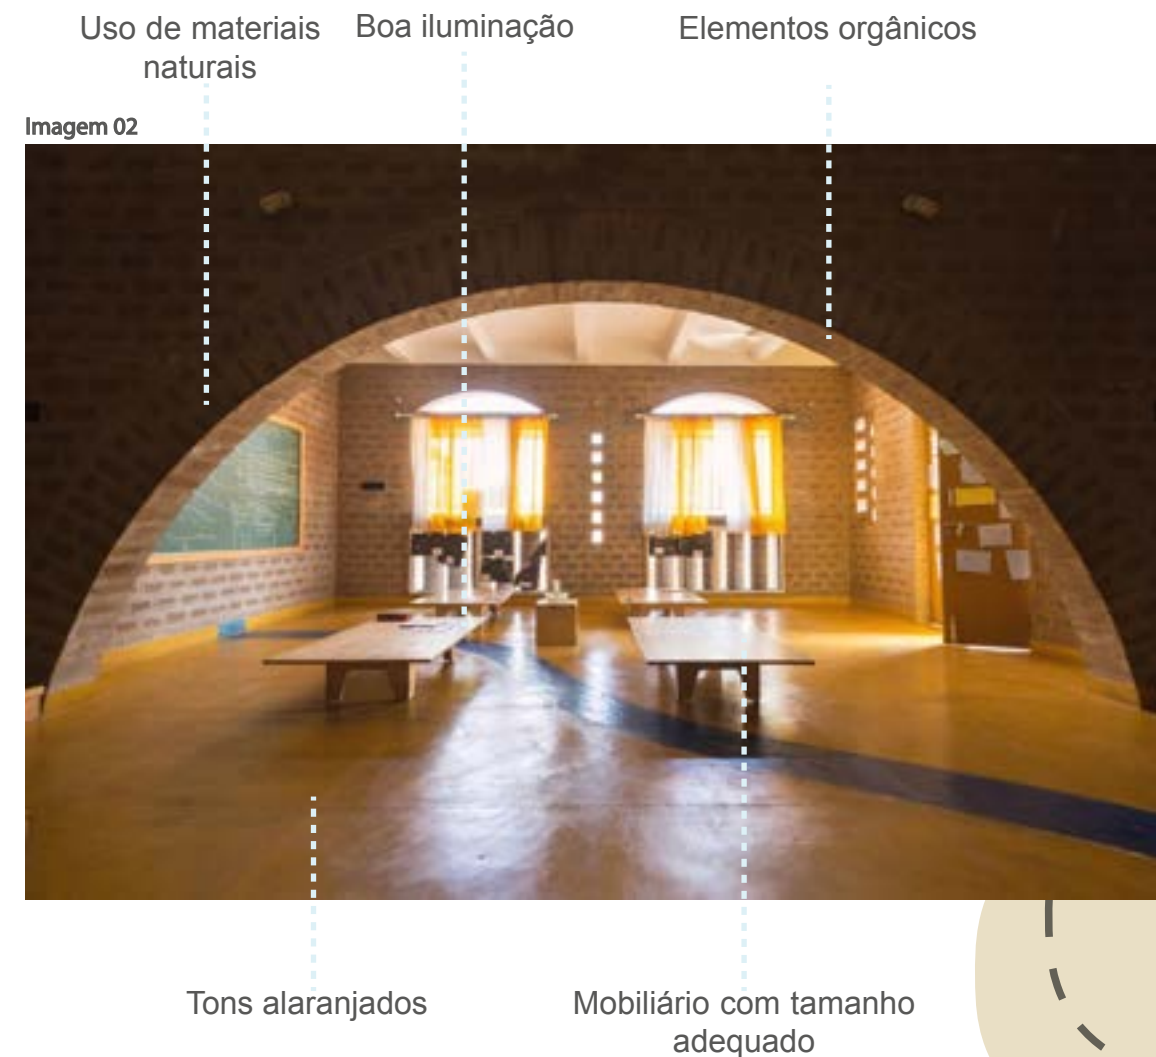 Uso de materiais
naturais
Boa iluminação
Elementos orgânicos
Imagem 02
Tons alaranjados
Mobiliário com tamanho
adequado